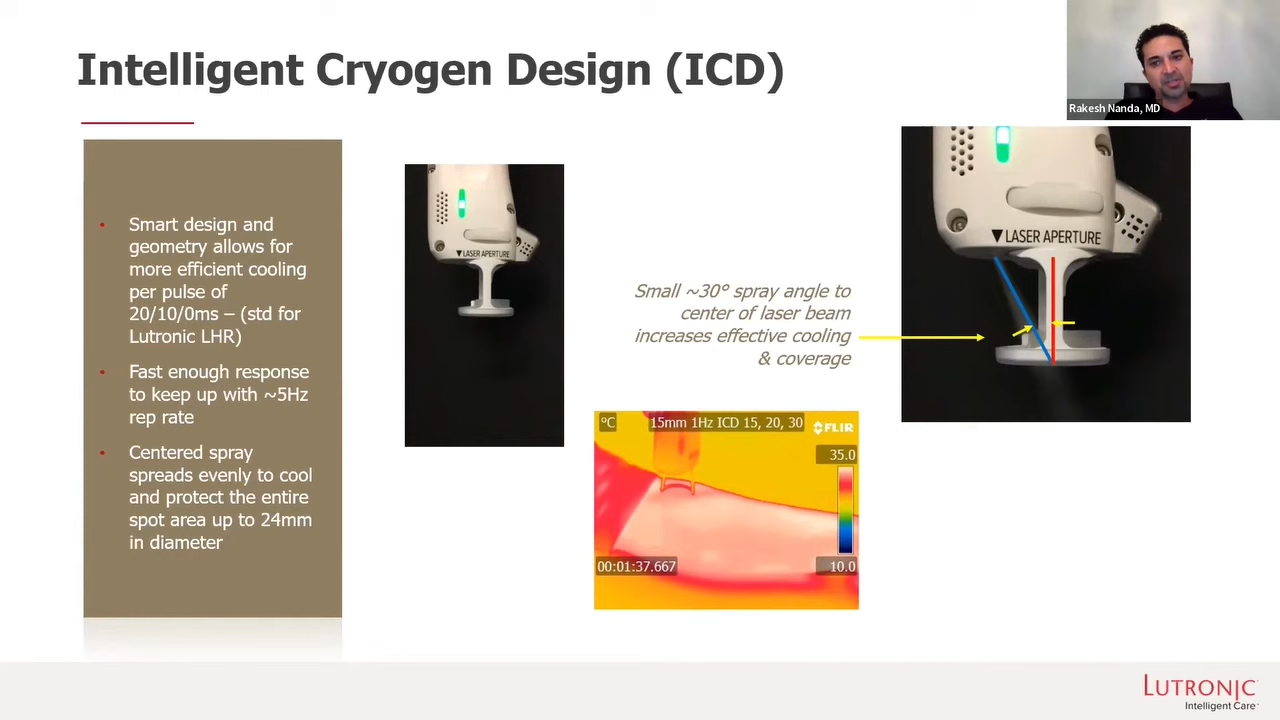 Intelligent Cryogen Design (ICD)
Rakesh Nanda, MD
• Smart design and
geometry allows for
more efficient cooling
per pulse of
20/10/0ms – (std for
Lutronic LHR)
• Fast enough response
to keep up with ~5Hz
rep rate
• Centered spray
spreads evenly to cool
and protect the entire
spot area up to 24mm
in diameter
▼LASER APERTURE
Small ~30° spray angle to
center of laser beam
increases effective cooling
& coverage
▼LASER APERTURE
°C
15mm 1Hz ICD 15, 20, 30
FLIR
35.0
00:01:37.667
10.0
LUTRONIC
Intelligent Care™